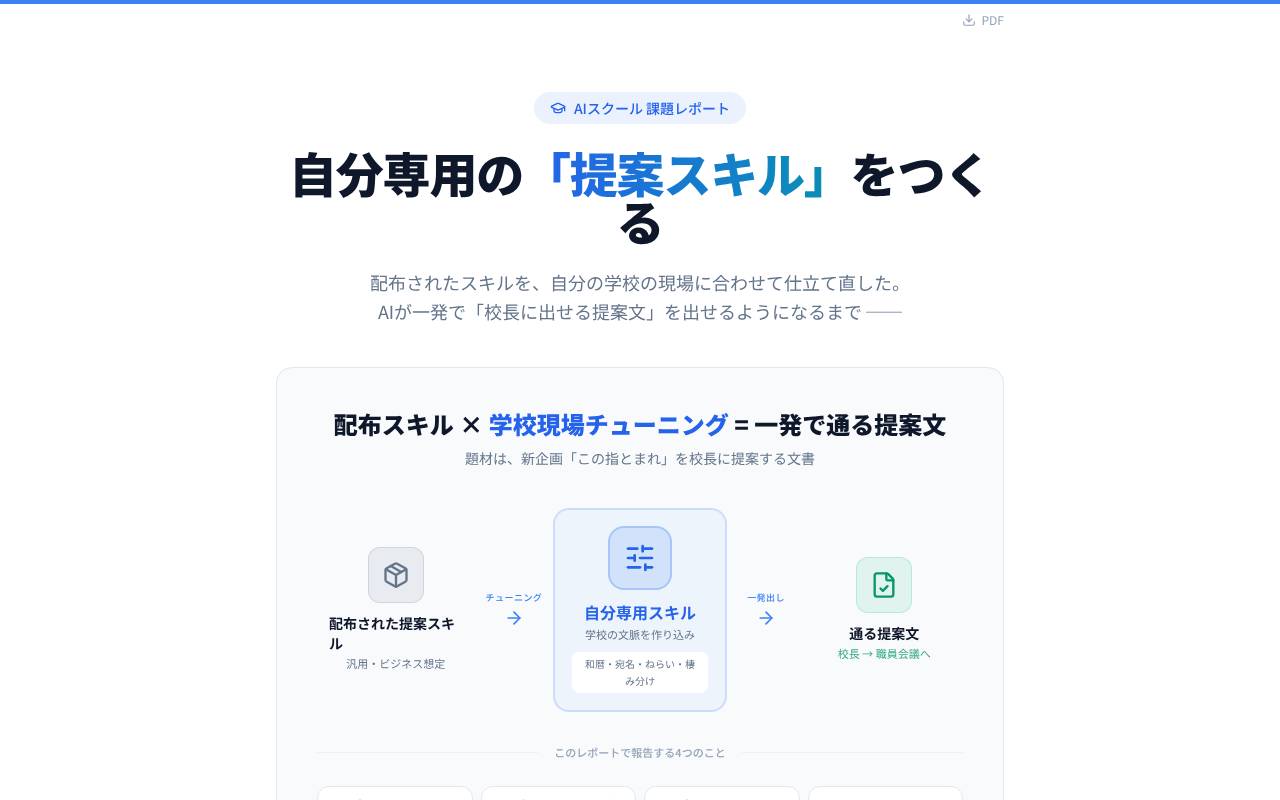 PDF
AIスクール 課題レポート
自分専用の「提案スキル」をつく
る
配布されたスキルを、自分の学校の現場に合わせて仕立て直した。
AIが一発で「校長に出せる提案文」を出せるようになるまで ——
配布スキル × 学校現場チューニング = 一発で通る提案文
題材は、新企画「この指とまれ」を校長に提案する文書
配布された提案スキ
ル
汎用・ビジネス想定
チューニング
→
自分専用スキル
学校の文脈を作り込み
和暦・宛名・ねらい・棲
み分け
一発出し
→
通る提案文
校長 → 職員会議へ
このレポートで報告する4つのこと